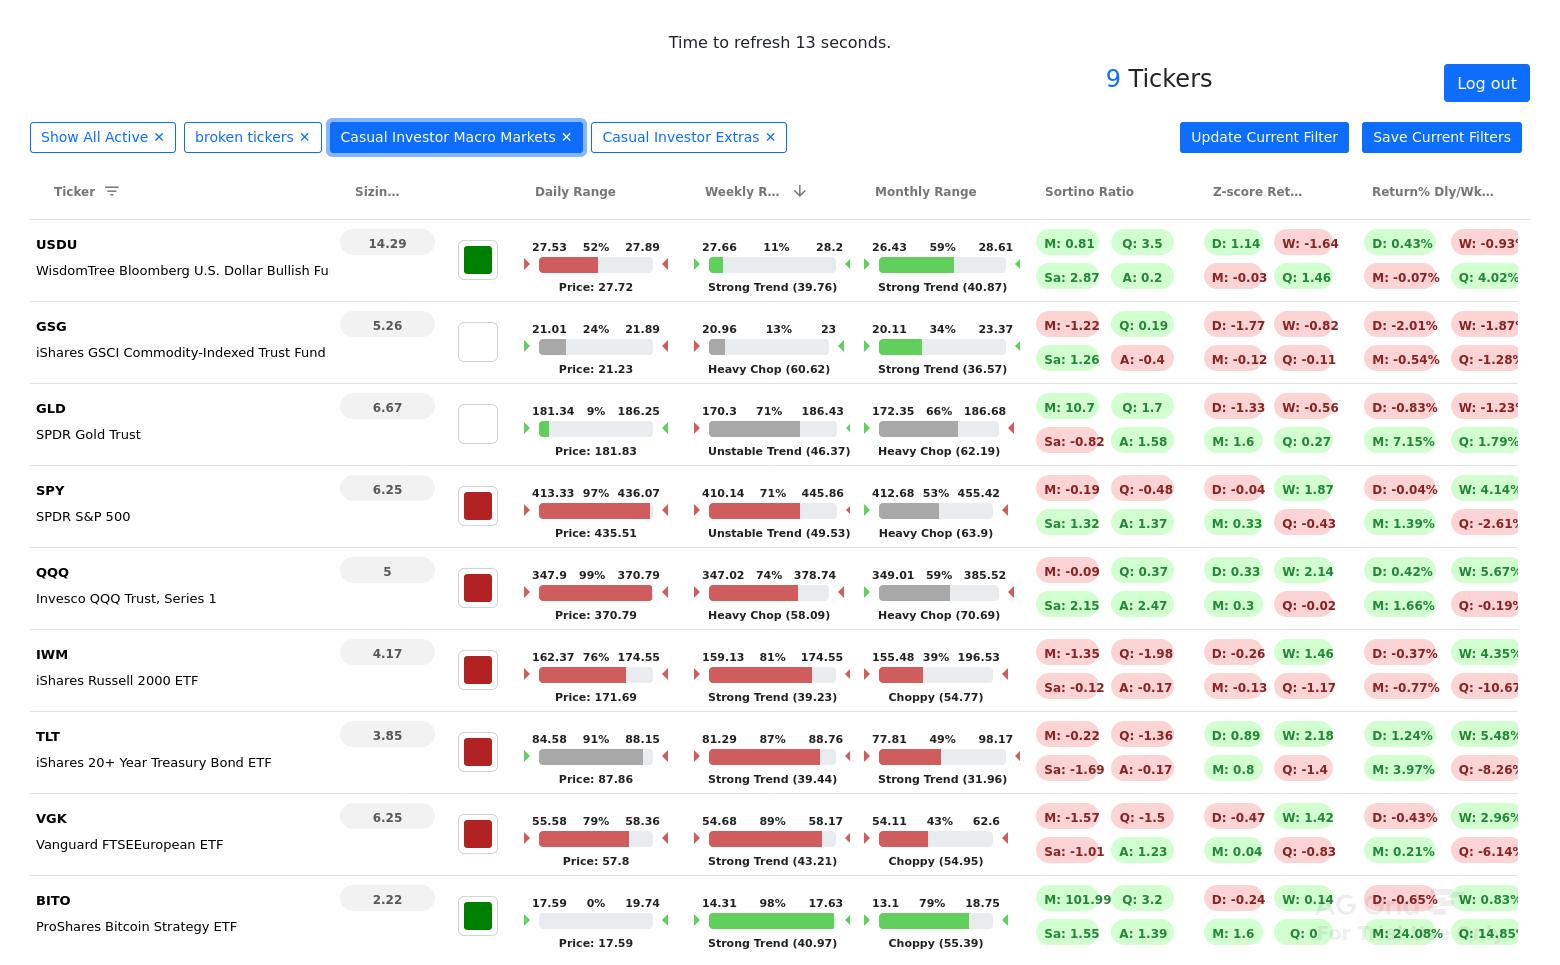 Time to refresh 13 seconds.
9 Tickers
Log out
Show All Active ✕ broken tickers ✕ Casual Investor Macro Markets ✕ Casual Investor Extras ✕ Update Current Filter Save Current Filters
Ticker Sizin... Daily Range Weekly R... Monthly Range Sortino Ratio Z-score Ret... Return% Dly/Wk...
USDU 14.29 27.53 52% 27.89 27.66 11% 28.2 26.43 59% 28.61 M: 0.81 Q: 3.5 D: 1.14 W: -1.64 D: 0.43% W: -0.93%
WisdomTree Bloomberg U.S. Dollar Bullish Fu Price: 27.72 Strong Trend (39.76) Strong Trend (40.87) Sa: 2.87 A: 0.2 M: -0.03 Q: 1.46 M: -0.07% Q: 4.02%
GSG 5.26 21.01 24% 21.89 20.96 13% 23 20.11 34% 23.37 M: -1.22 Q: 0.19 D: -1.77 W: -0.82 D: -2.01% W: -1.87%
iShares GSCI Commodity-Indexed Trust Fund Price: 21.23 Heavy Chop (60.62) Strong Trend (36.57) Sa: 1.26 A: -0.4 M: -0.12 Q: -0.11 M: -0.54% Q: -1.28%
GLD 6.67 181.34 9% 186.25 170.3 71% 186.43 172.35 66% 186.68 M: 10.7 Q: 1.7 D: -1.33 W: -0.56 D: -0.83% W: -1.23%
SPDR Gold Trust Price: 181.83 Unstable Trend (46.37) Heavy Chop (62.19) Sa: -0.82 A: 1.58 M: 1.6 Q: 0.27 M: 7.15% Q: 1.79%
SPY 6.25 413.33 97% 436.07 410.14 71% 445.86 412.68 53% 455.42 M: -0.19 Q: -0.48 D: -0.04 W: 1.87 D: -0.04% W: 4.14%
SPDR S&P 500 Price: 435.51 Unstable Trend (49.53) Heavy Chop (63.9) Sa: 1.32 A: 1.37 M: 0.33 Q: -0.43 M: 1.39% Q: -2.61%
QQQ 5 347.9 99% 370.79 347.02 74% 378.74 349.01 59% 385.52 M: -0.09 Q: 0.37 D: 0.33 W: 2.14 D: 0.42% W: 5.67%
Invesco QQQ Trust, Series 1 Price: 370.79 Heavy Chop (58.09) Heavy Chop (70.69) Sa: 2.15 A: 2.47 M: 0.3 Q: -0.02 M: 1.66% Q: -0.19%
IWM 4.17 162.37 76% 174.55 159.13 81% 174.55 155.48 39% 196.53 M: -1.35 Q: -1.98 D: -0.26 W: 1.46 D: -0.37% W: 4.35%
iShares Russell 2000 ETF Price: 171.69 Strong Trend (39.23) Choppy (54.77) Sa: -0.12 A: -0.17 M: -0.13 Q: -1.17 M: -0.77% Q: -10.67
TLT 3.85 84.58 91% 88.15 81.29 87% 88.76 77.81 49% 98.17 M: -0.22 Q: -1.36 D: 0.89 W: 2.18 D: 1.24% W: 5.48%
iShares 20+ Year Treasury Bond ETF Price: 87.86 Strong Trend (39.44) Strong Trend (31.96) Sa: -1.69 A: -0.17 M: 0.8 Q: -1.4 M: 3.97% Q: -8.26%
VGK 6.25 55.58 79% 58.36 54.68 89% 58.17 54.11 43% 62.6 M: -1.57 Q: -1.5 D: -0.47 W: 1.42 D: -0.43% W: 2.96%
Vanguard FTSEEuropean ETF Price: 57.8 Strong Trend (43.21) Choppy (54.95) Sa: -1.01 A: 1.23 M: 0.04 Q: -0.83 M: 0.21% Q: -6.14%
BITO 2.22 17.59 0% 19.74 14.31 98% 17.63 13.1 79% 18.75 M: 101.99 Q: 3.2 D: -0.24 W: 0.14 D: -0.65% W: 0.83%
ProShares Bitcoin Strategy ETF Price: 17.59 Strong Trend (40.97) Choppy (55.39) Sa: 1.55 A: 1.39 M: 1.6 Q: 0 M: 24.08% Q: 14.85%